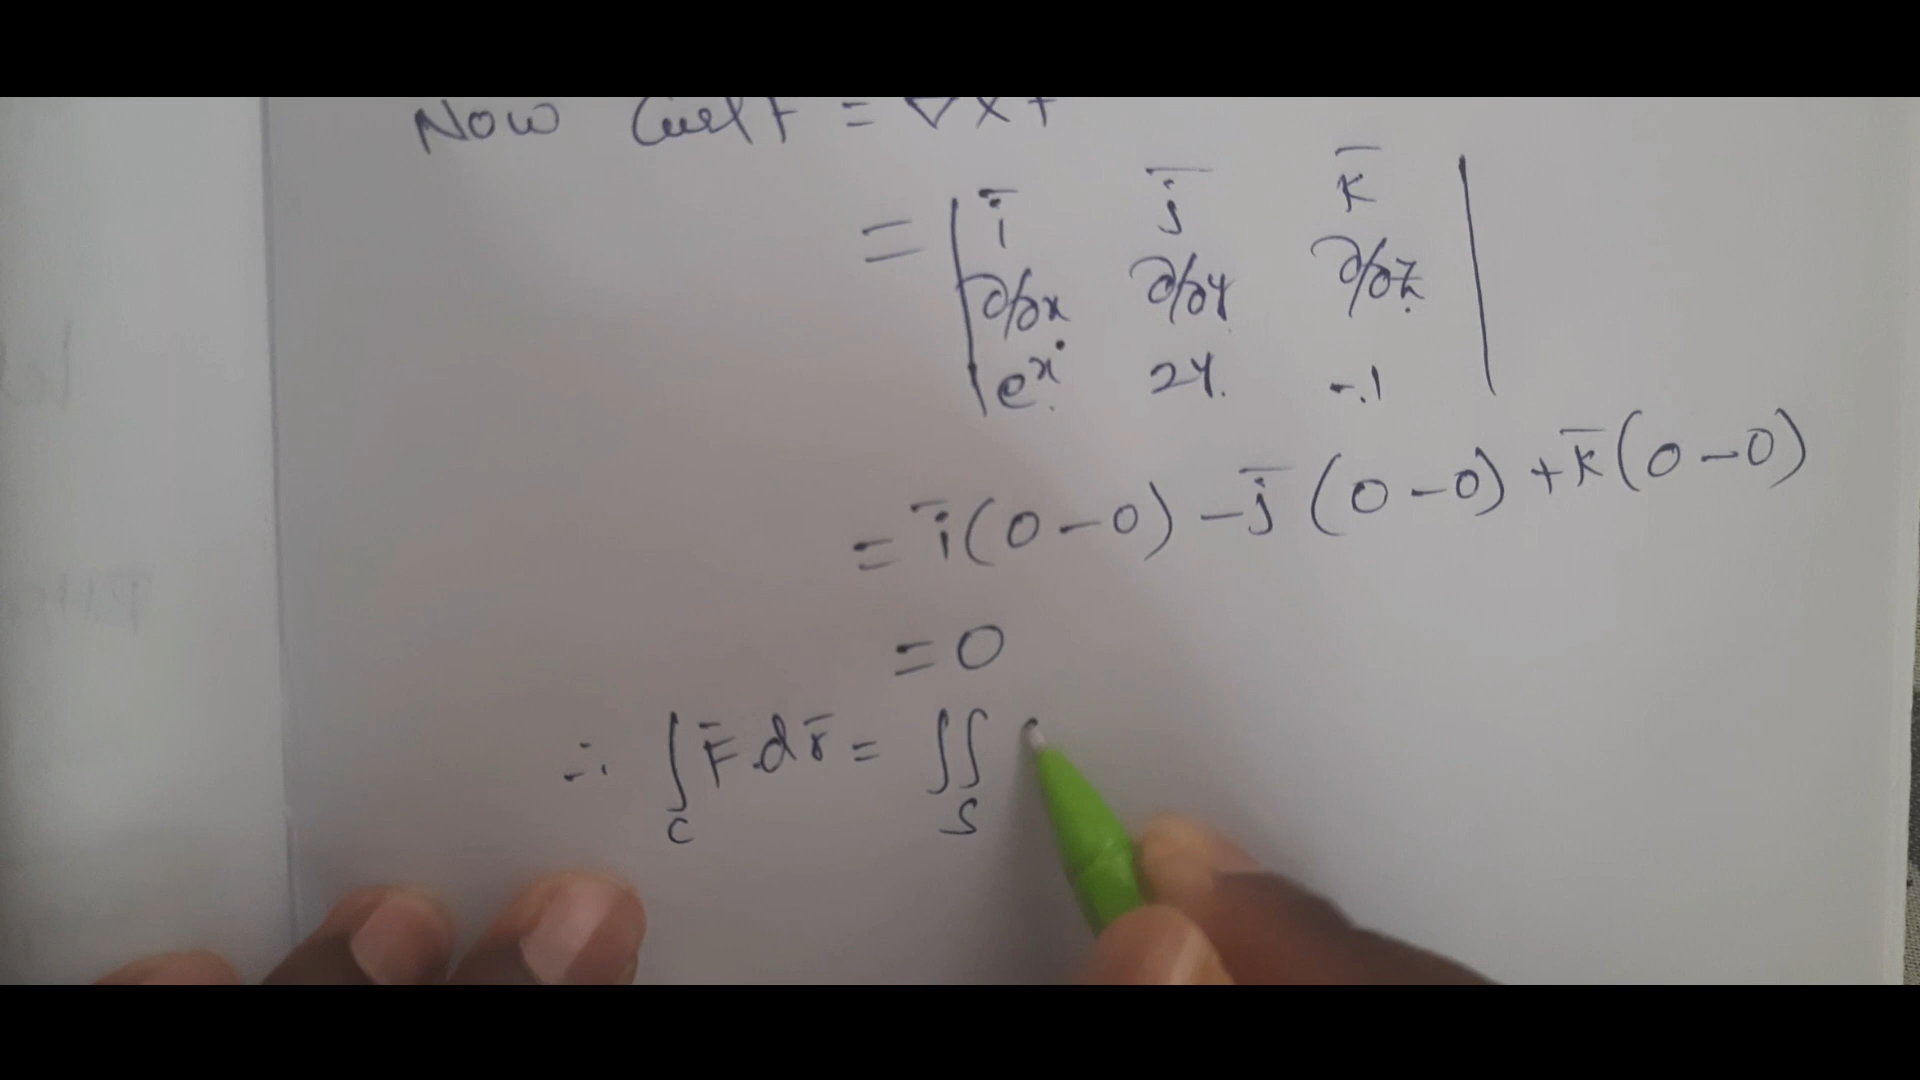 Now Curl F = ∇ × F
= | i̅ j̅ k̅ |
| ∂/∂x ∂/∂y ∂/∂z |
| eˣ 2y -1 |
= i̅(0-0) - j̅(0-0) + k̅(0-0)
= 0
∴ ∫ F̅.dr̅ = ∬
C S